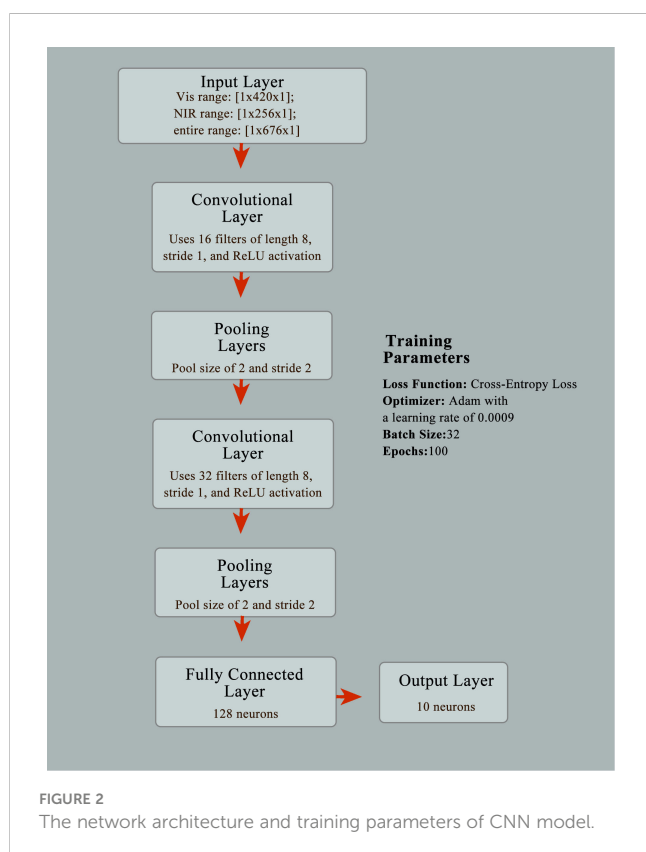 Input Layer
Vis range: [1x420x1];
NIR range: [1x256x1];
entire range: [1x676x1]
Convolutional
Layer
Uses 16 filters of length 8,
stride 1, and ReLU activation
Pooling
Layers
Pool size of 2 and stride 2
Convolutional
Layer
Uses 32 filters of length 8,
stride 1, and ReLU activation
Pooling
Layers
Pool size of 2 and stride 2
Fully Connected
Layer
128 neurons
Output Layer
10 neurons
Training
Parameters
Loss Function: Cross-Entropy Loss
Optimizer: Adam with
a learning rate of 0.0009
Batch Size:32
Epochs:100
FIGURE 2
The network architecture and training parameters of CNN model.